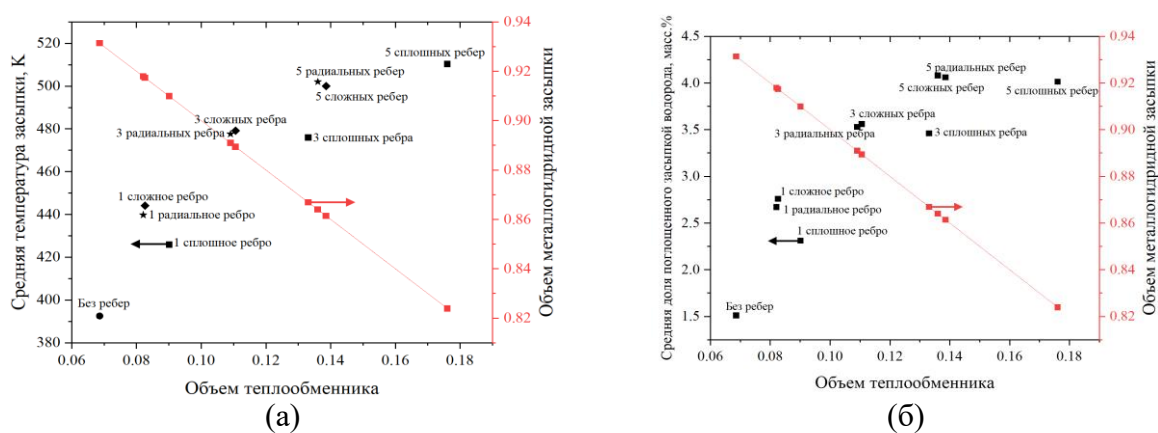 Средняя температура засыпки, К
520
500
480
460
440
420
400
380
0.06
0.08
0.10
0.12
0.14
0.16
0.18
0.94
0.92
0.90
0.88
0.86
0.84
0.82
5 сплошных ребер
5 радиальных ребер
5 сложных ребер
3 сложных ребра
3 радиальных ребра
3 сплошных ребра
1 сложное ребро
1 радиальное ребро
1 сплошное ребро
Без ребер
Объем теплообменника
Объем металлогидридной засыпки
(а)
Средняя доля поглощенного засыпкой водорода, масс.%
4.5
4.0
3.5
3.0
2.5
2.0
1.5
0.06
0.08
0.10
0.12
0.14
0.16
0.18
0.94
0.92
0.90
0.88
0.86
0.84
0.82
5 радиальных ребер
5 сложных ребер
5 сплошных ребер
3 сложных ребра
3 радиальных ребра
3 сплошных ребра
1 сложное ребро
1 радиальное ребро
1 сплошное ребро
Без ребер
Объем теплообменника
Объем металлогидридной засыпки
(б)